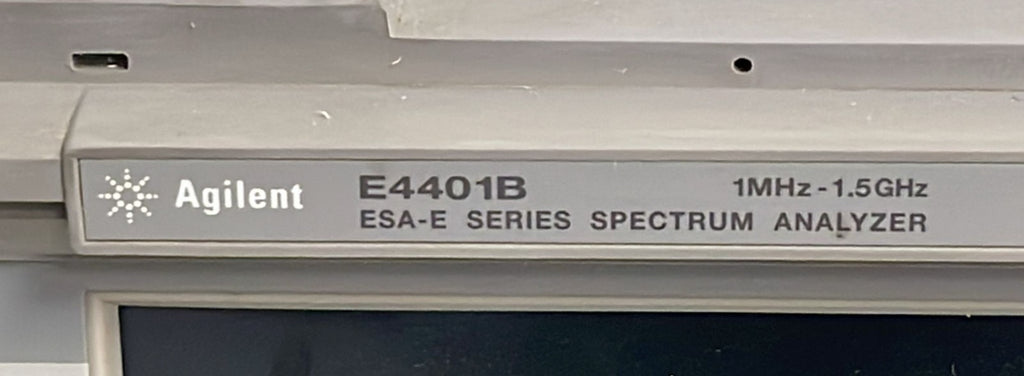 Agilent
E4401B 1MHz-1.5GHz
ESA-E SERIES SPECTRUM ANALYZER